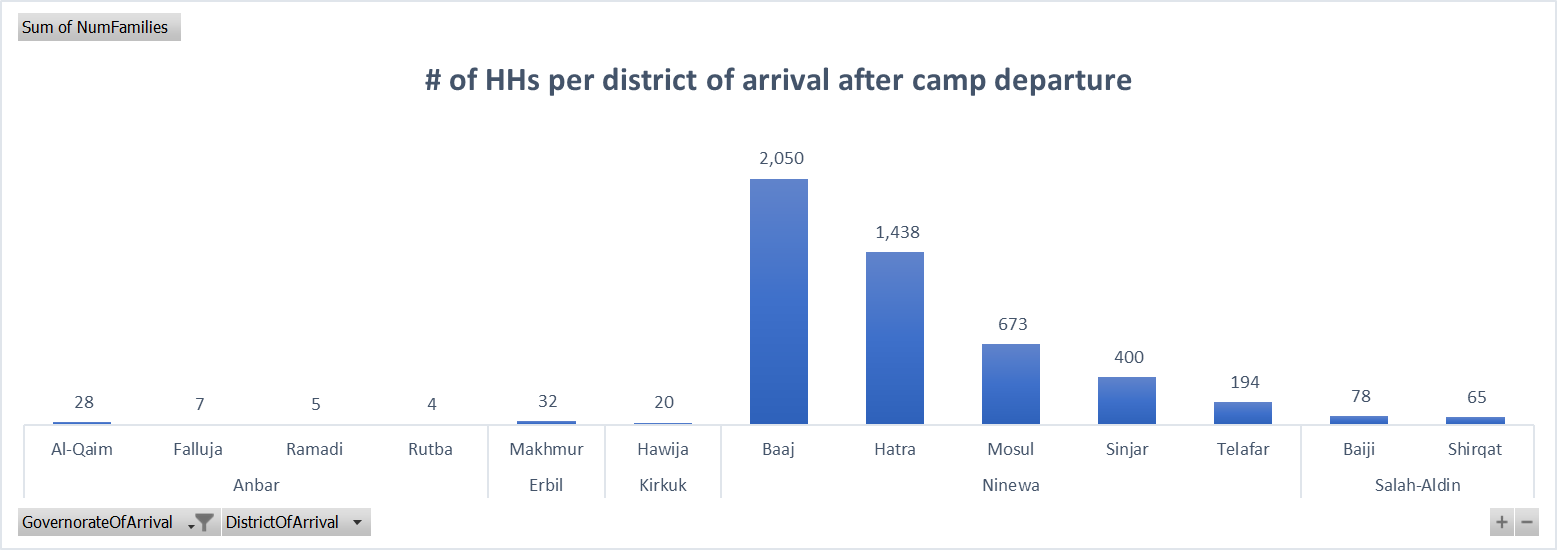 Sum of NumFamilies
# of HHs per district of arrival after camp departure
2,050
1,438
673
400
194
78
65
28
7
5
4
32
20
Al-Qaim Falluja Ramadi Rutba Makhmur Hawija Baaj Hatra Mosul Sinjar Telafar Baiji Shirqat
Anbar Erbil Kirkuk Ninewa Salah-Aldin
GovernorateOfArrival DistrictOfArrival
+ −